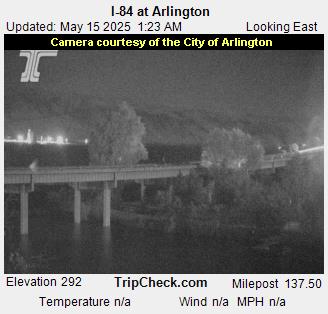 I-84 at Arlington
Updated: May 15 2025 1:23 AM Looking East
Camera courtesy of the City of Arlington
Elevation 292 TripCheck.com Milepost 137.50
Temperature n/a Wind n/a MPH n/a